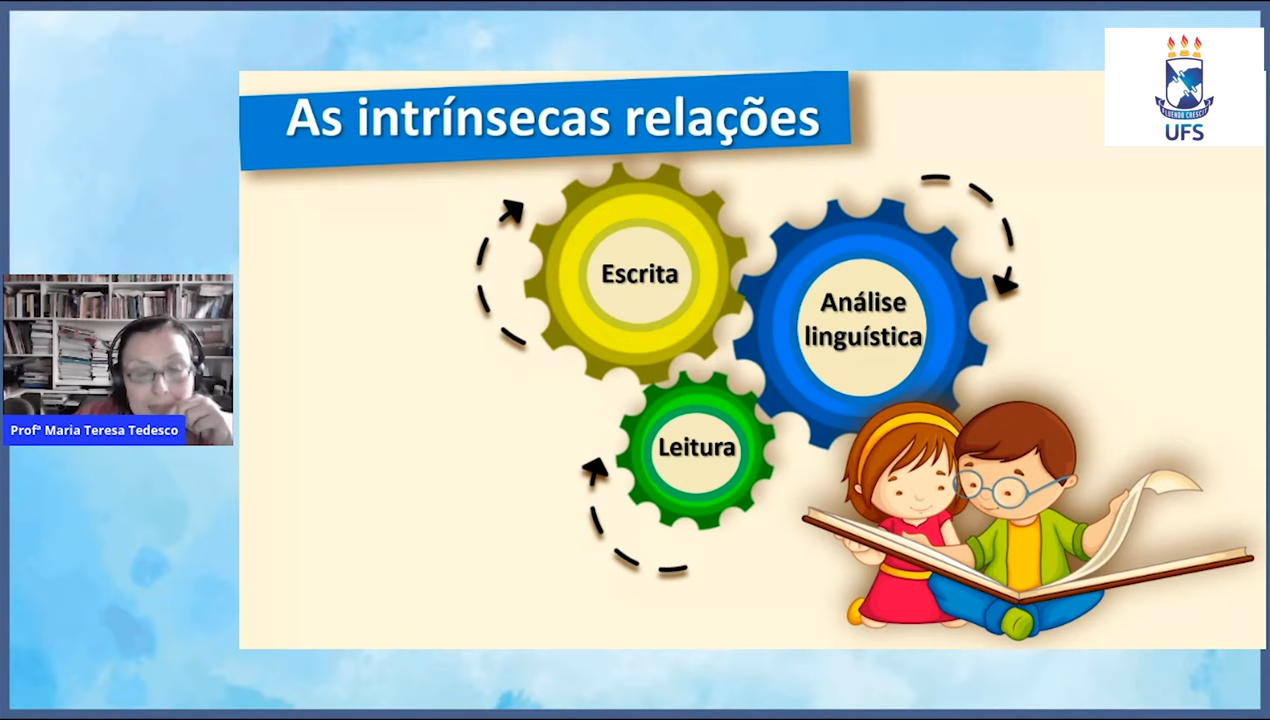 As intrínsecas relações
UFS
Escrita
Análise
linguística
Leitura
Profª Maria Teresa Tedesco